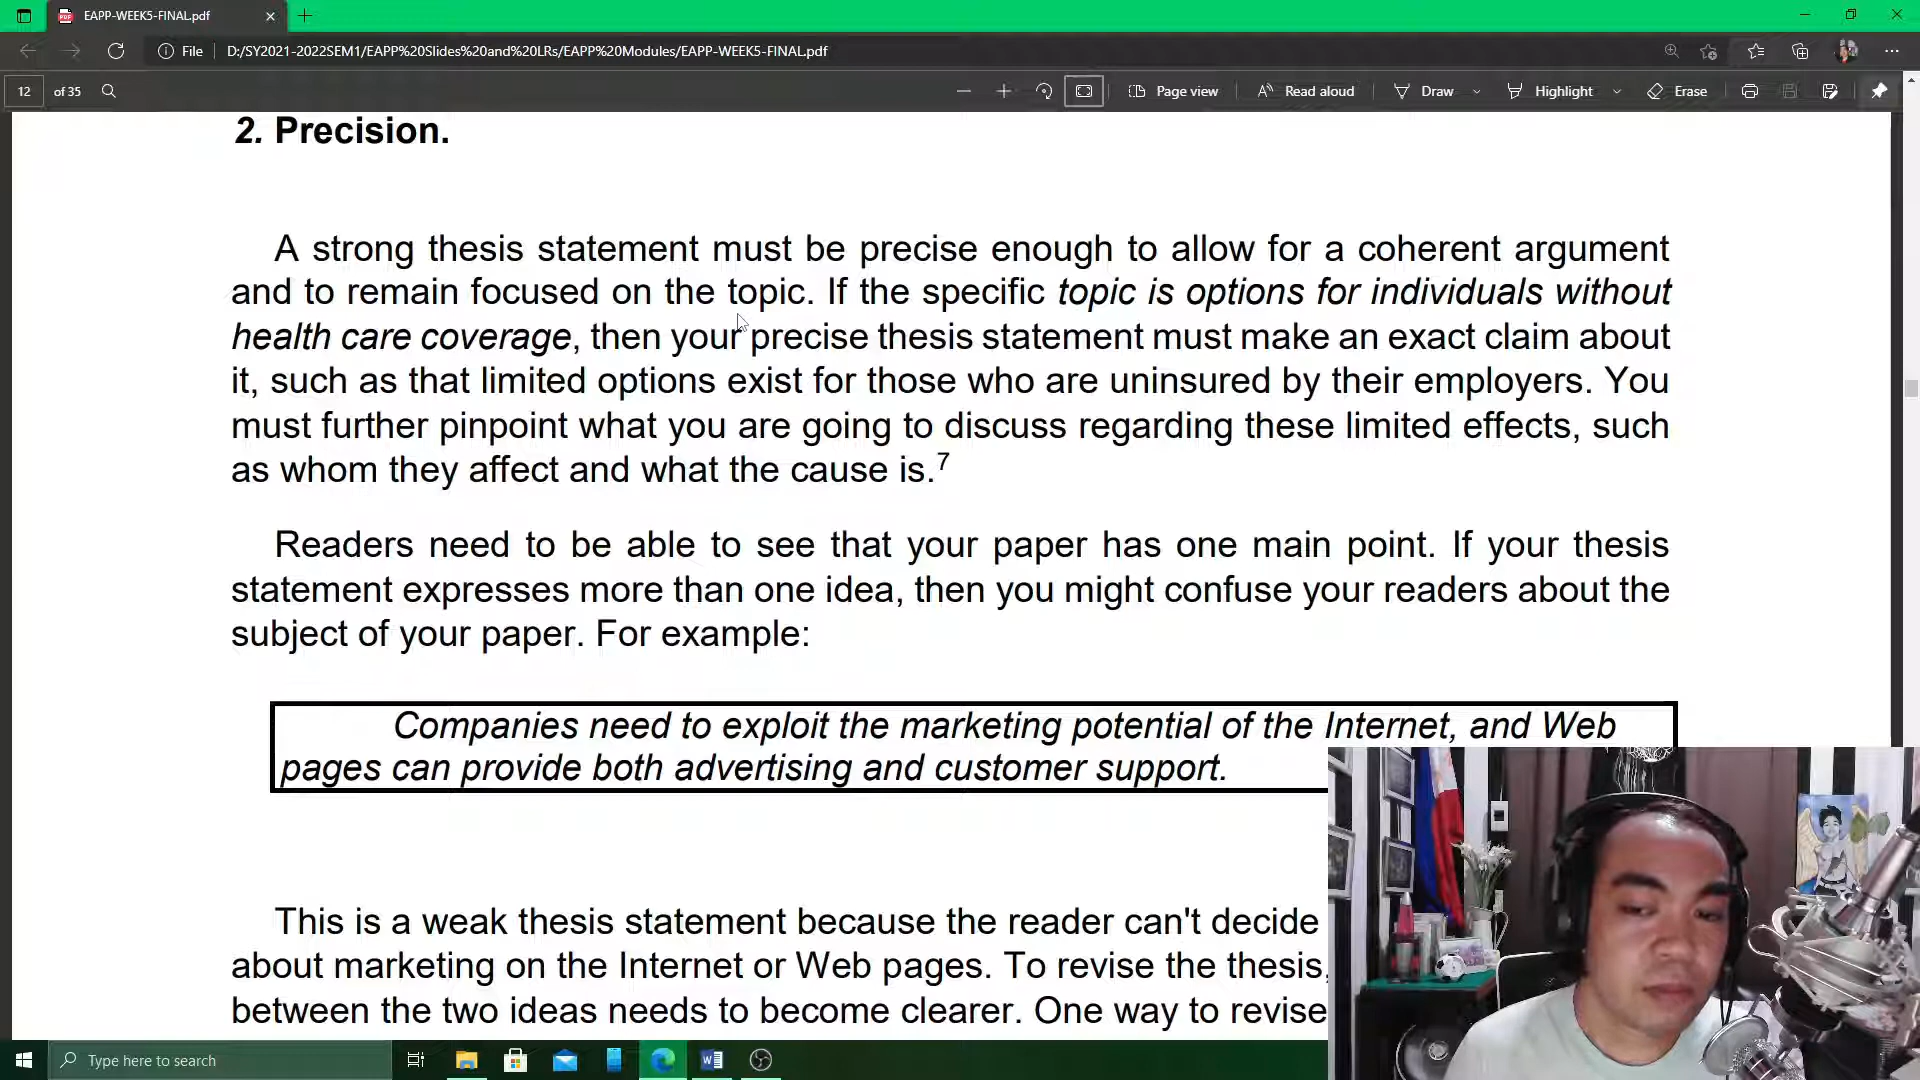 EAPP-WEEK5-FINAL.pdf
File D:/SY2021-2022SEM1/EAPP%20Slides%20and%20LRs/EAPP%20Modules/EAPP-WEEK5-FINAL.pdf
12 of 35 Page view Read aloud Draw Highlight Erase
2. Precision.
A strong thesis statement must be precise enough to allow for a coherent argument
and to remain focused on the topic. If the specific topic is options for individuals without
health care coverage, then your precise thesis statement must make an exact claim about
it, such as that limited options exist for those who are uninsured by their employers. You
must further pinpoint what you are going to discuss regarding these limited effects, such
as whom they affect and what the cause is.7
Readers need to be able to see that your paper has one main point. If your thesis
statement expresses more than one idea, then you might confuse your readers about the
subject of your paper. For example:
Companies need to exploit the marketing potential of the Internet, and Web
pages can provide both advertising and customer support.
This is a weak thesis statement because the reader can't decide
about marketing on the Internet or Web pages. To revise the thesis,
between the two ideas needs to become clearer. One way to revise
Type here to search